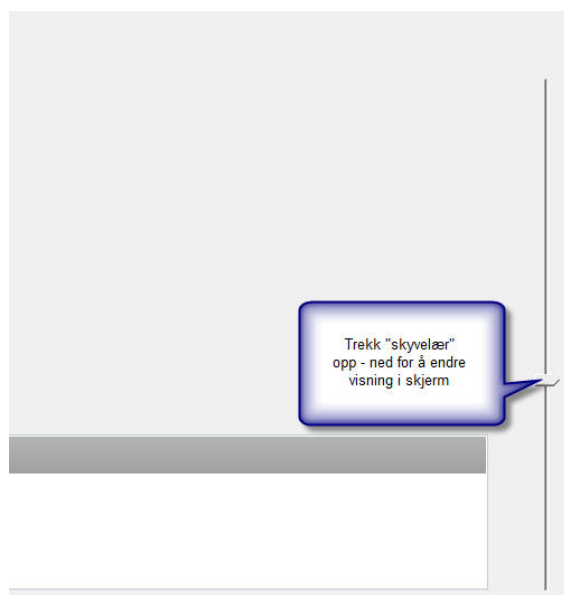 Trekk "skyvelær"
opp - ned for å endre
visning i skjerm